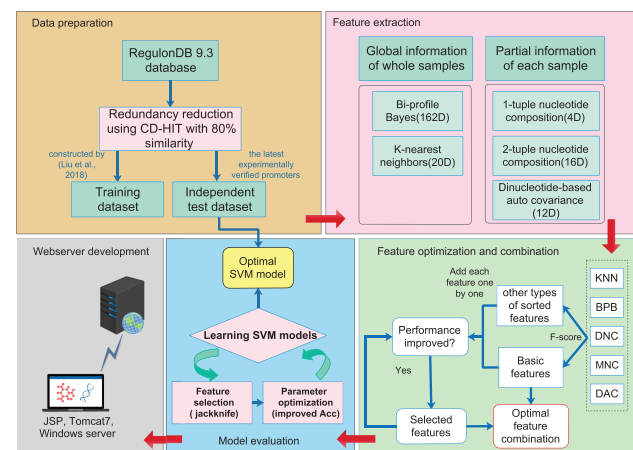 Data preparation
RegulonDB 9.3
database
Redundancy reduction
using CD-HIT with 80%
similarity
constructed by
(Liu et al.,
2018)
the latest
experimentally
verified promoters
Training
dataset
Independent
test dataset
Feature extraction
Global information
of whole samples
Partial information
of each sample
Bi-profile
Bayes(162D)
K-nearest
neighbors(20D)
1-tuple nucleotide
composition(4D)
2-tuple nucleotide
composition(16D)
Dinucleotide-based
auto covariance
(12D)
Webserver development
JSP, Tomcat7,
Windows server
Optimal
SVM model
Learning SVM models
Feature
selection
( jackknife)
Parameter
optimization
(improved Acc)
Model evaluation
Feature optimization and combination
Add each
feature one
by one
other types
of sorted
features
KNN
BPB
DNC
MNC
DAC
F-score
Performance
improved?
Basic
features
Yes
Selected
features
Optimal
feature
combination